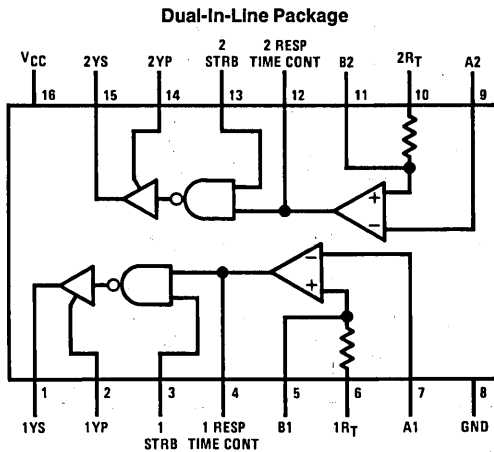 Dual-In-Line Package
VCC 2YS 2YP 2 STRB 2 RESP TIME CONT B2 2RT A2
16 15 14 13 12 11 10 9
+
−
−
+
1 2 3 4 5 6 7 8
1YS 1YP 1 STRB 1 RESP TIME CONT B1 1RT A1 GND